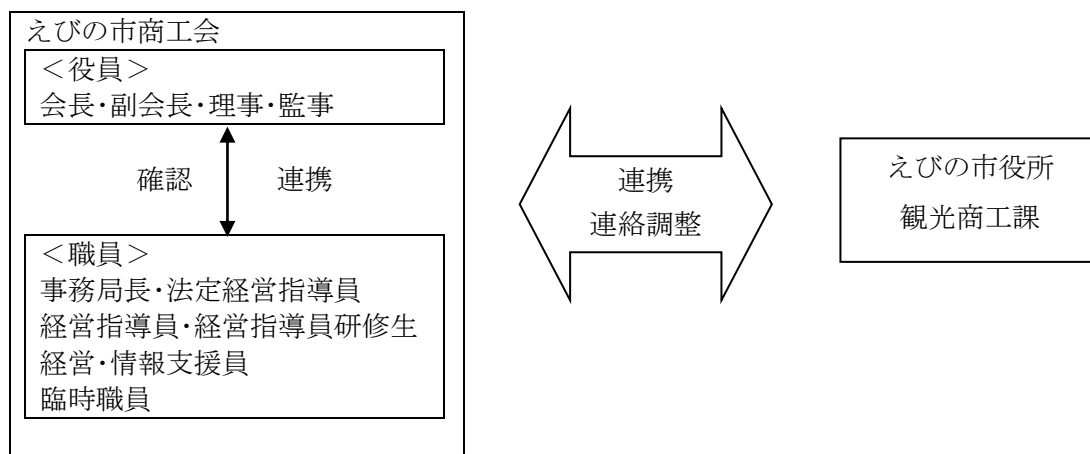 えびの市商工会
＜役員＞
会長・副会長・理事・監事
確認　連携
＜職員＞
事務局長・法定経営指導員
経営指導員・経営指導員研修生
経営・情報支援員
臨時職員
連携
連絡調整
えびの市役所
観光商工課